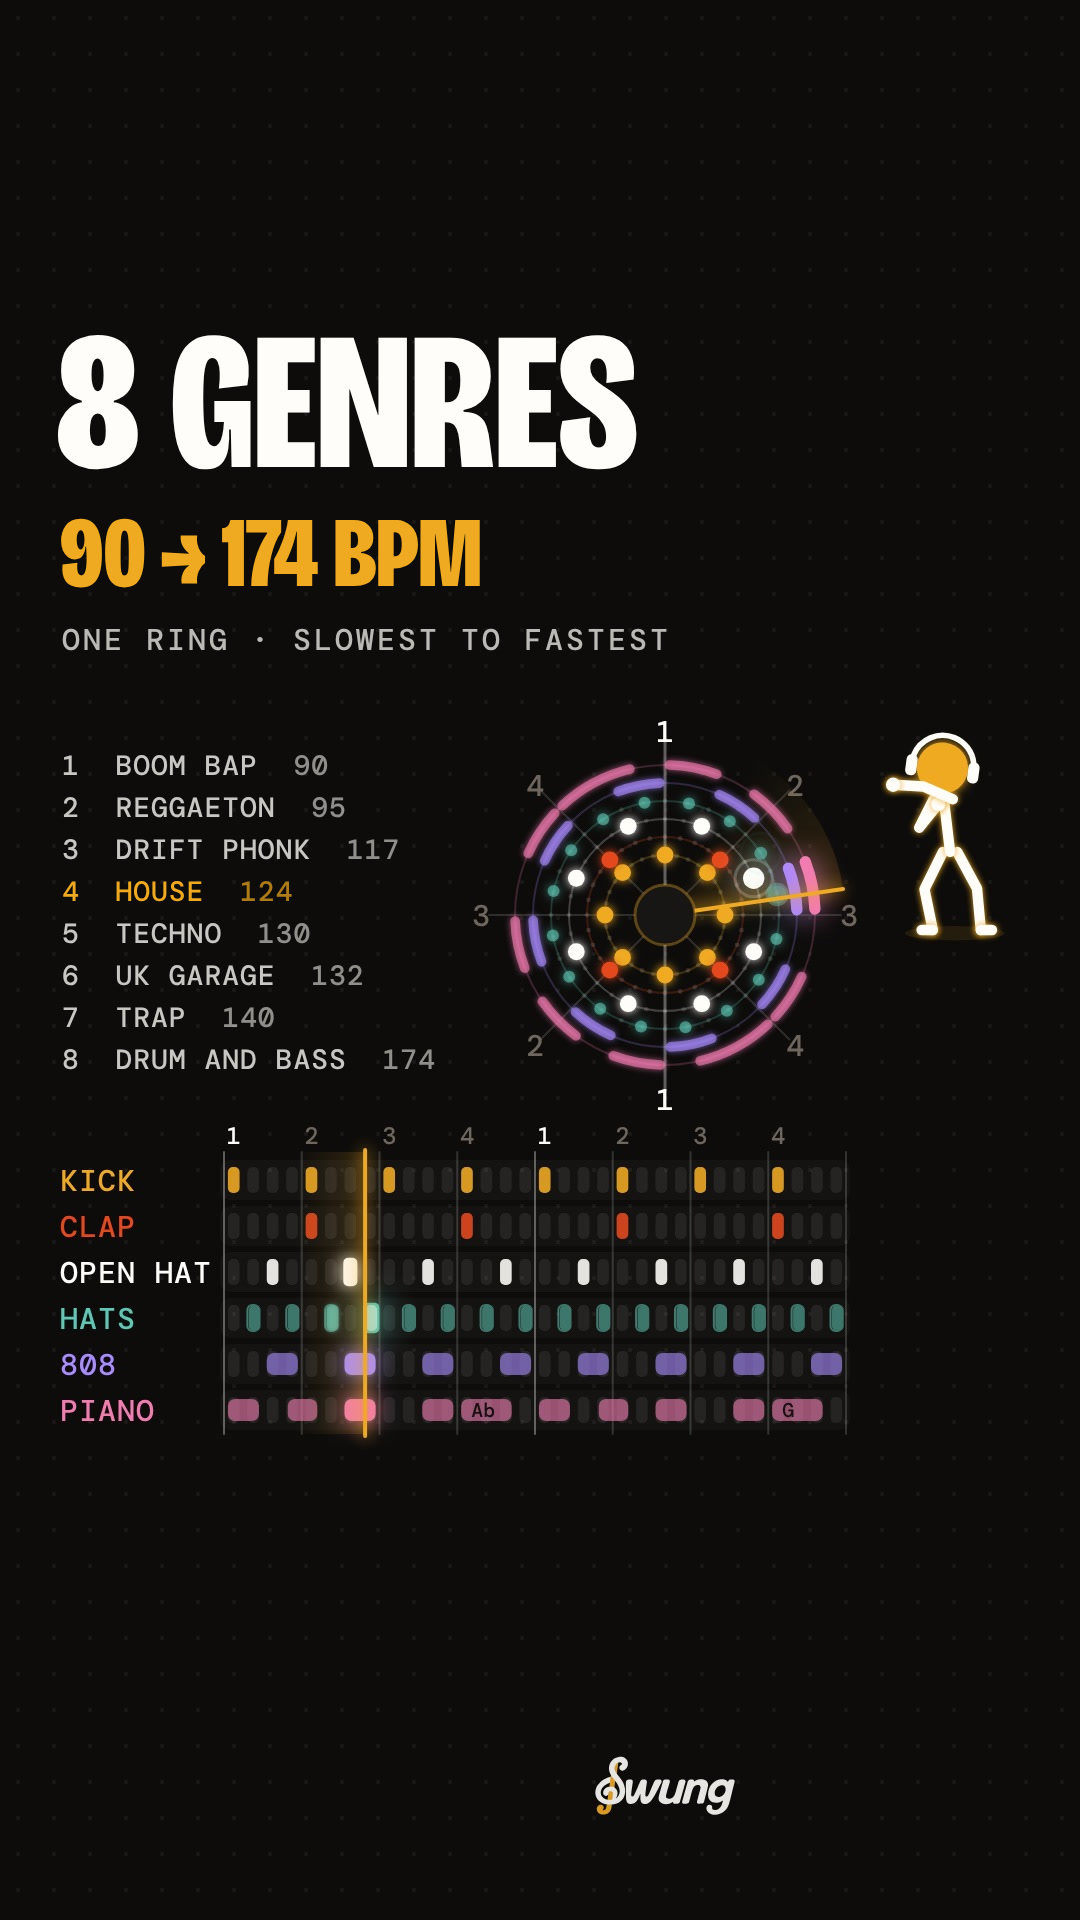 8 GENRES
90 → 174 BPM
ONE RING · SLOWEST TO FASTEST
1 BOOM BAP 90
2 REGGAETON 95
3 DRIFT PHONK 117
4 HOUSE 124
5 TECHNO 130
6 UK GARAGE 132
7 TRAP 140
8 DRUM AND BASS 174
1
4 2
3 3
2 4
1
1 2 3 4 1 2 3 4
KICK
CLAP
OPEN HAT
HATS
808
PIANO Ab G
Swung